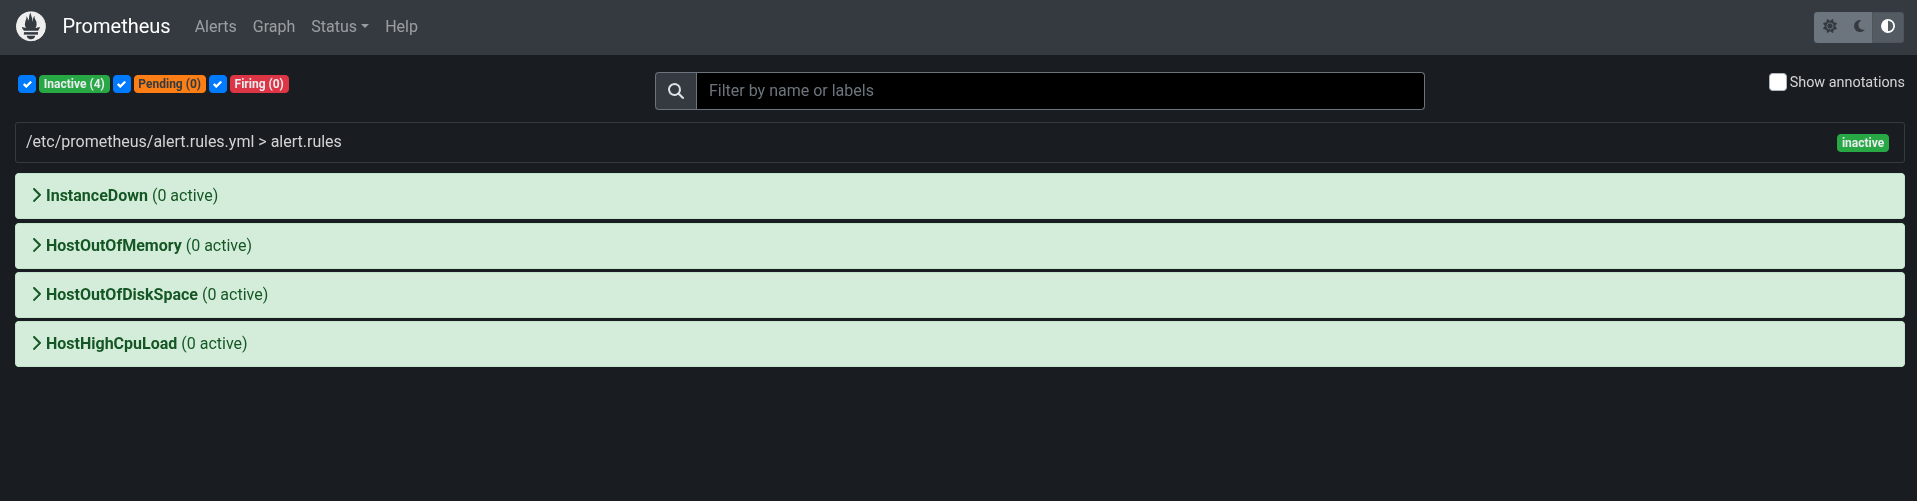 Prometheus Alerts Graph Status Help
Inactive (4) Pending (0) Firing (0) Filter by name or labels Show annotations
/etc/prometheus/alert.rules.yml > alert.rules inactive
InstanceDown (0 active)
HostOutOfMemory (0 active)
HostOutOfDiskSpace (0 active)
HostHighCpuLoad (0 active)